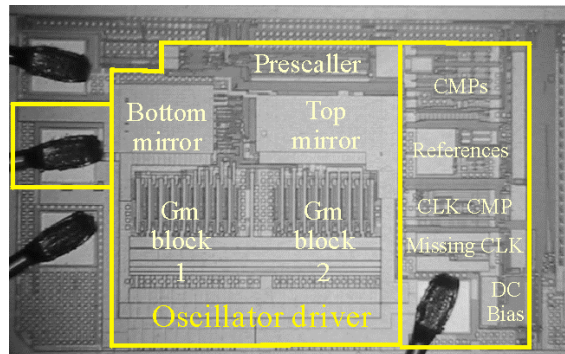 Prescaller
CMPs
Bottom
mirror
Top
mirror
References
Gm
block
1
Gm
block
2
CLK CMP
Missing CLK
DC
Bias
Oscillator driver